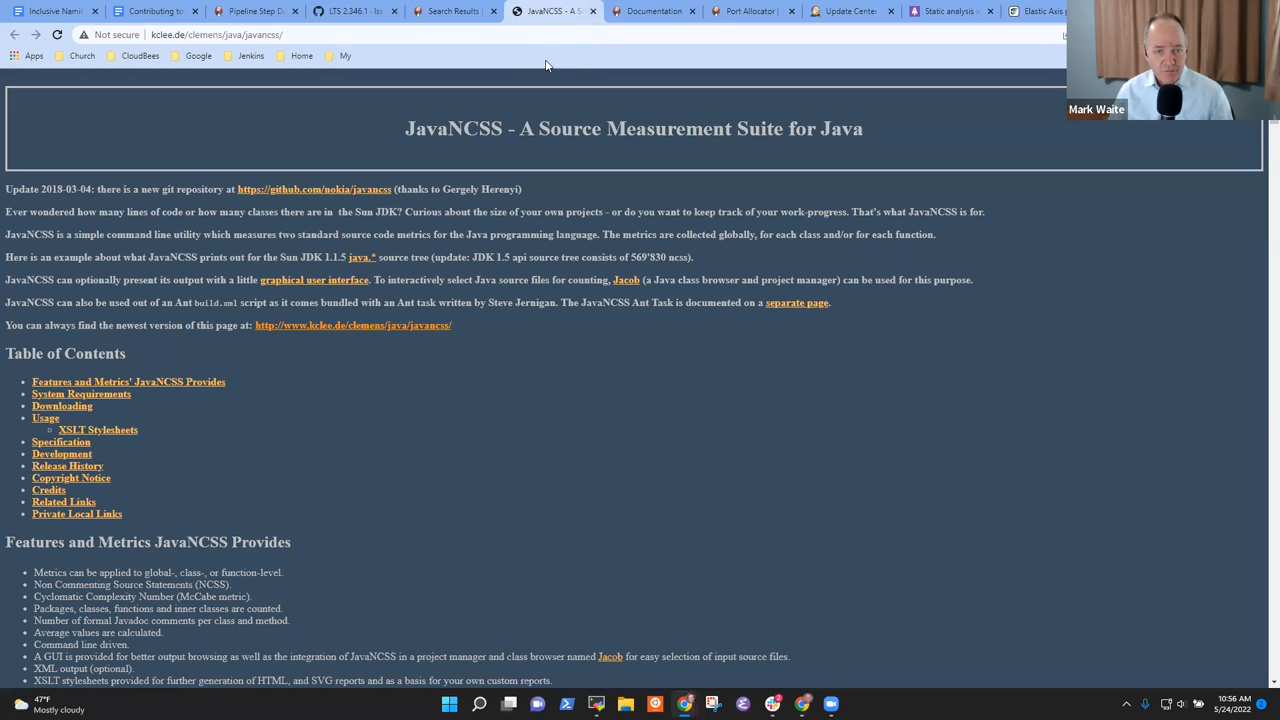 Inclusive Namin
Contributing to
Pipeline Step D
LTS 2.346.1 - Iss
Search Results |
JavaNCSS - A S
Documentation
Port Allocator |
Update Center
Static analysis i
Elastic Axis p
Not secure | kclee.de/clemens/java/javancss/
Apps Church CloudBees Google Jenkins Home My
Mark Waite
JavaNCSS - A Source Measurement Suite for Java
Update 2018-03-04: there is a new git repository at https://github.com/nokia/javancss (thanks to Gergely Herenyi)
Ever wondered how many lines of code or how many classes there are in the Sun JDK? Curious about the size of your own projects - or do you want to keep track of your work-progress. That's what JavaNCSS is for.
JavaNCSS is a simple command line utility which measures two standard source code metrics for the Java programming language. The metrics are collected globally, for each class and/or for each function.
Here is an example about what JavaNCSS prints out for the Sun JDK 1.1.5 java.* source tree (update: JDK 1.5 api source tree consists of 569'830 ncss).
JavaNCSS can optionally present its output with a little graphical user interface. To interactively select Java source files for counting, Jacob (a Java class browser and project manager) can be used for this purpose.
JavaNCSS can also be used out of an Ant build.xml script as it comes bundled with an Ant task written by Steve Jernigan. The JavaNCSS Ant Task is documented on a separate page.
You can always find the newest version of this page at: http://www.kclee.de/clemens/java/javancss/
Table of Contents
Features and Metrics' JavaNCSS Provides
System Requirements
Downloading
Usage
XSLT Stylesheets
Specification
Development
Release History
Copyright Notice
Credits
Related Links
Private Local Links
Features and Metrics JavaNCSS Provides
Metrics can be applied to global-, class-, or function-level.
Non Commenting Source Statements (NCSS).
Cyclomatic Complexity Number (McCabe metric).
Packages, classes, functions and inner classes are counted.
Number of formal Javadoc comments per class and method.
Average values are calculated.
Command line driven.
A GUI is provided for better output browsing as well as the integration of JavaNCSS in a project manager and class browser named Jacob for easy selection of input source files.
XML output (optional).
XSLT stylesheets provided for further generation of HTML, and SVG reports and as a basis for your own custom reports.
47°F
Mostly cloudy
10:56 AM
5/24/2022
2